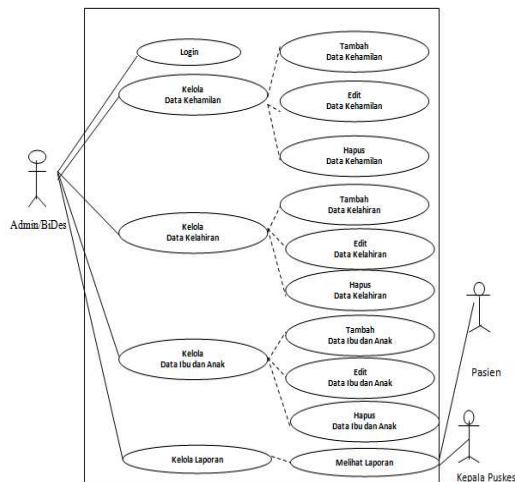 Login
Tambah
Data Kehamilan
Kelola
Data Kehamilan
Edit
Data Kehamilan
Hapus
Data Kehamilan
Admin/BiDes
Tambah
Data Kelahiran
Kelola
Data Kelahiran
Edit
Data Kelahiran
Hapus
Data Kelahiran
Tambah
Data Ibu dan Anak
Kelola
Data Ibu dan Anak
Edit
Data Ibu dan Anak
Hapus
Data Ibu dan Anak
Pasien
Kelola Laporan
Melihat Laporan
Kepala Puskes